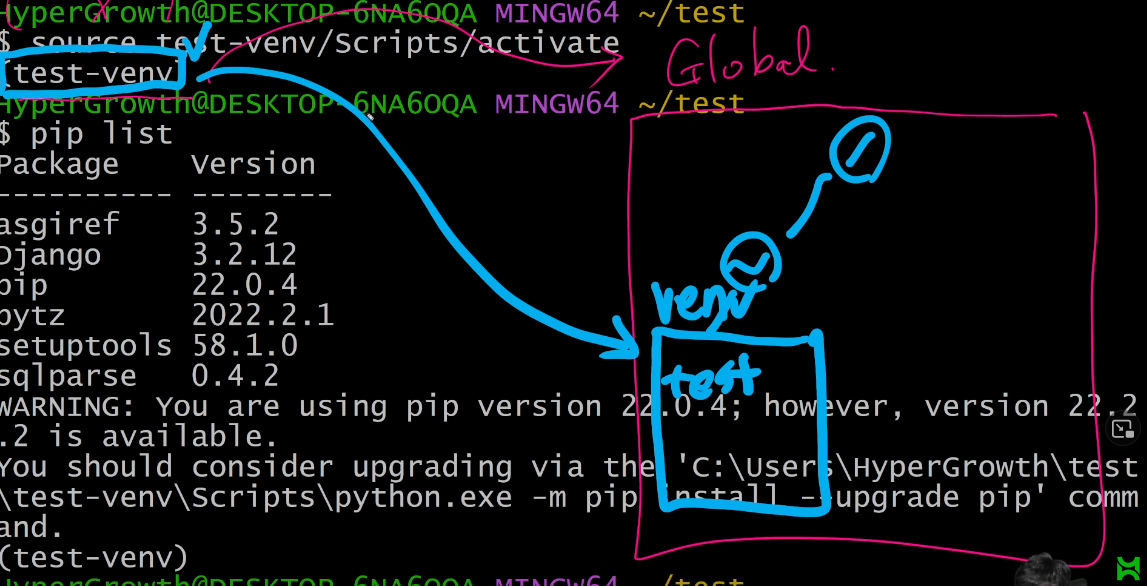 HyperGrowth@DESKTOP-6NA6OQA MINGW64 ~/test
$ source test-venv/Scripts/activate
(test-venv)
Global.
HyperGrowth@DESKTOP-6NA6OQA MINGW64 ~/test
$ pip list
Package Version
---------- --------
asgiref 3.5.2
Django 3.2.12
pip 22.0.4
pytz 2022.2.1
setuptools 58.1.0
sqlparse 0.4.2
venv
test
WARNING: You are using pip version 22.0.4; however, version 22.2
.2 is available.
You should consider upgrading via the 'C:\Users\HyperGrowth\test
\test-venv\Scripts\python.exe -m pip install --upgrade pip' comm
and.
(test-venv)
HyperGrowth@DESKTOP-6NA6OQA MINGW64 ~/test